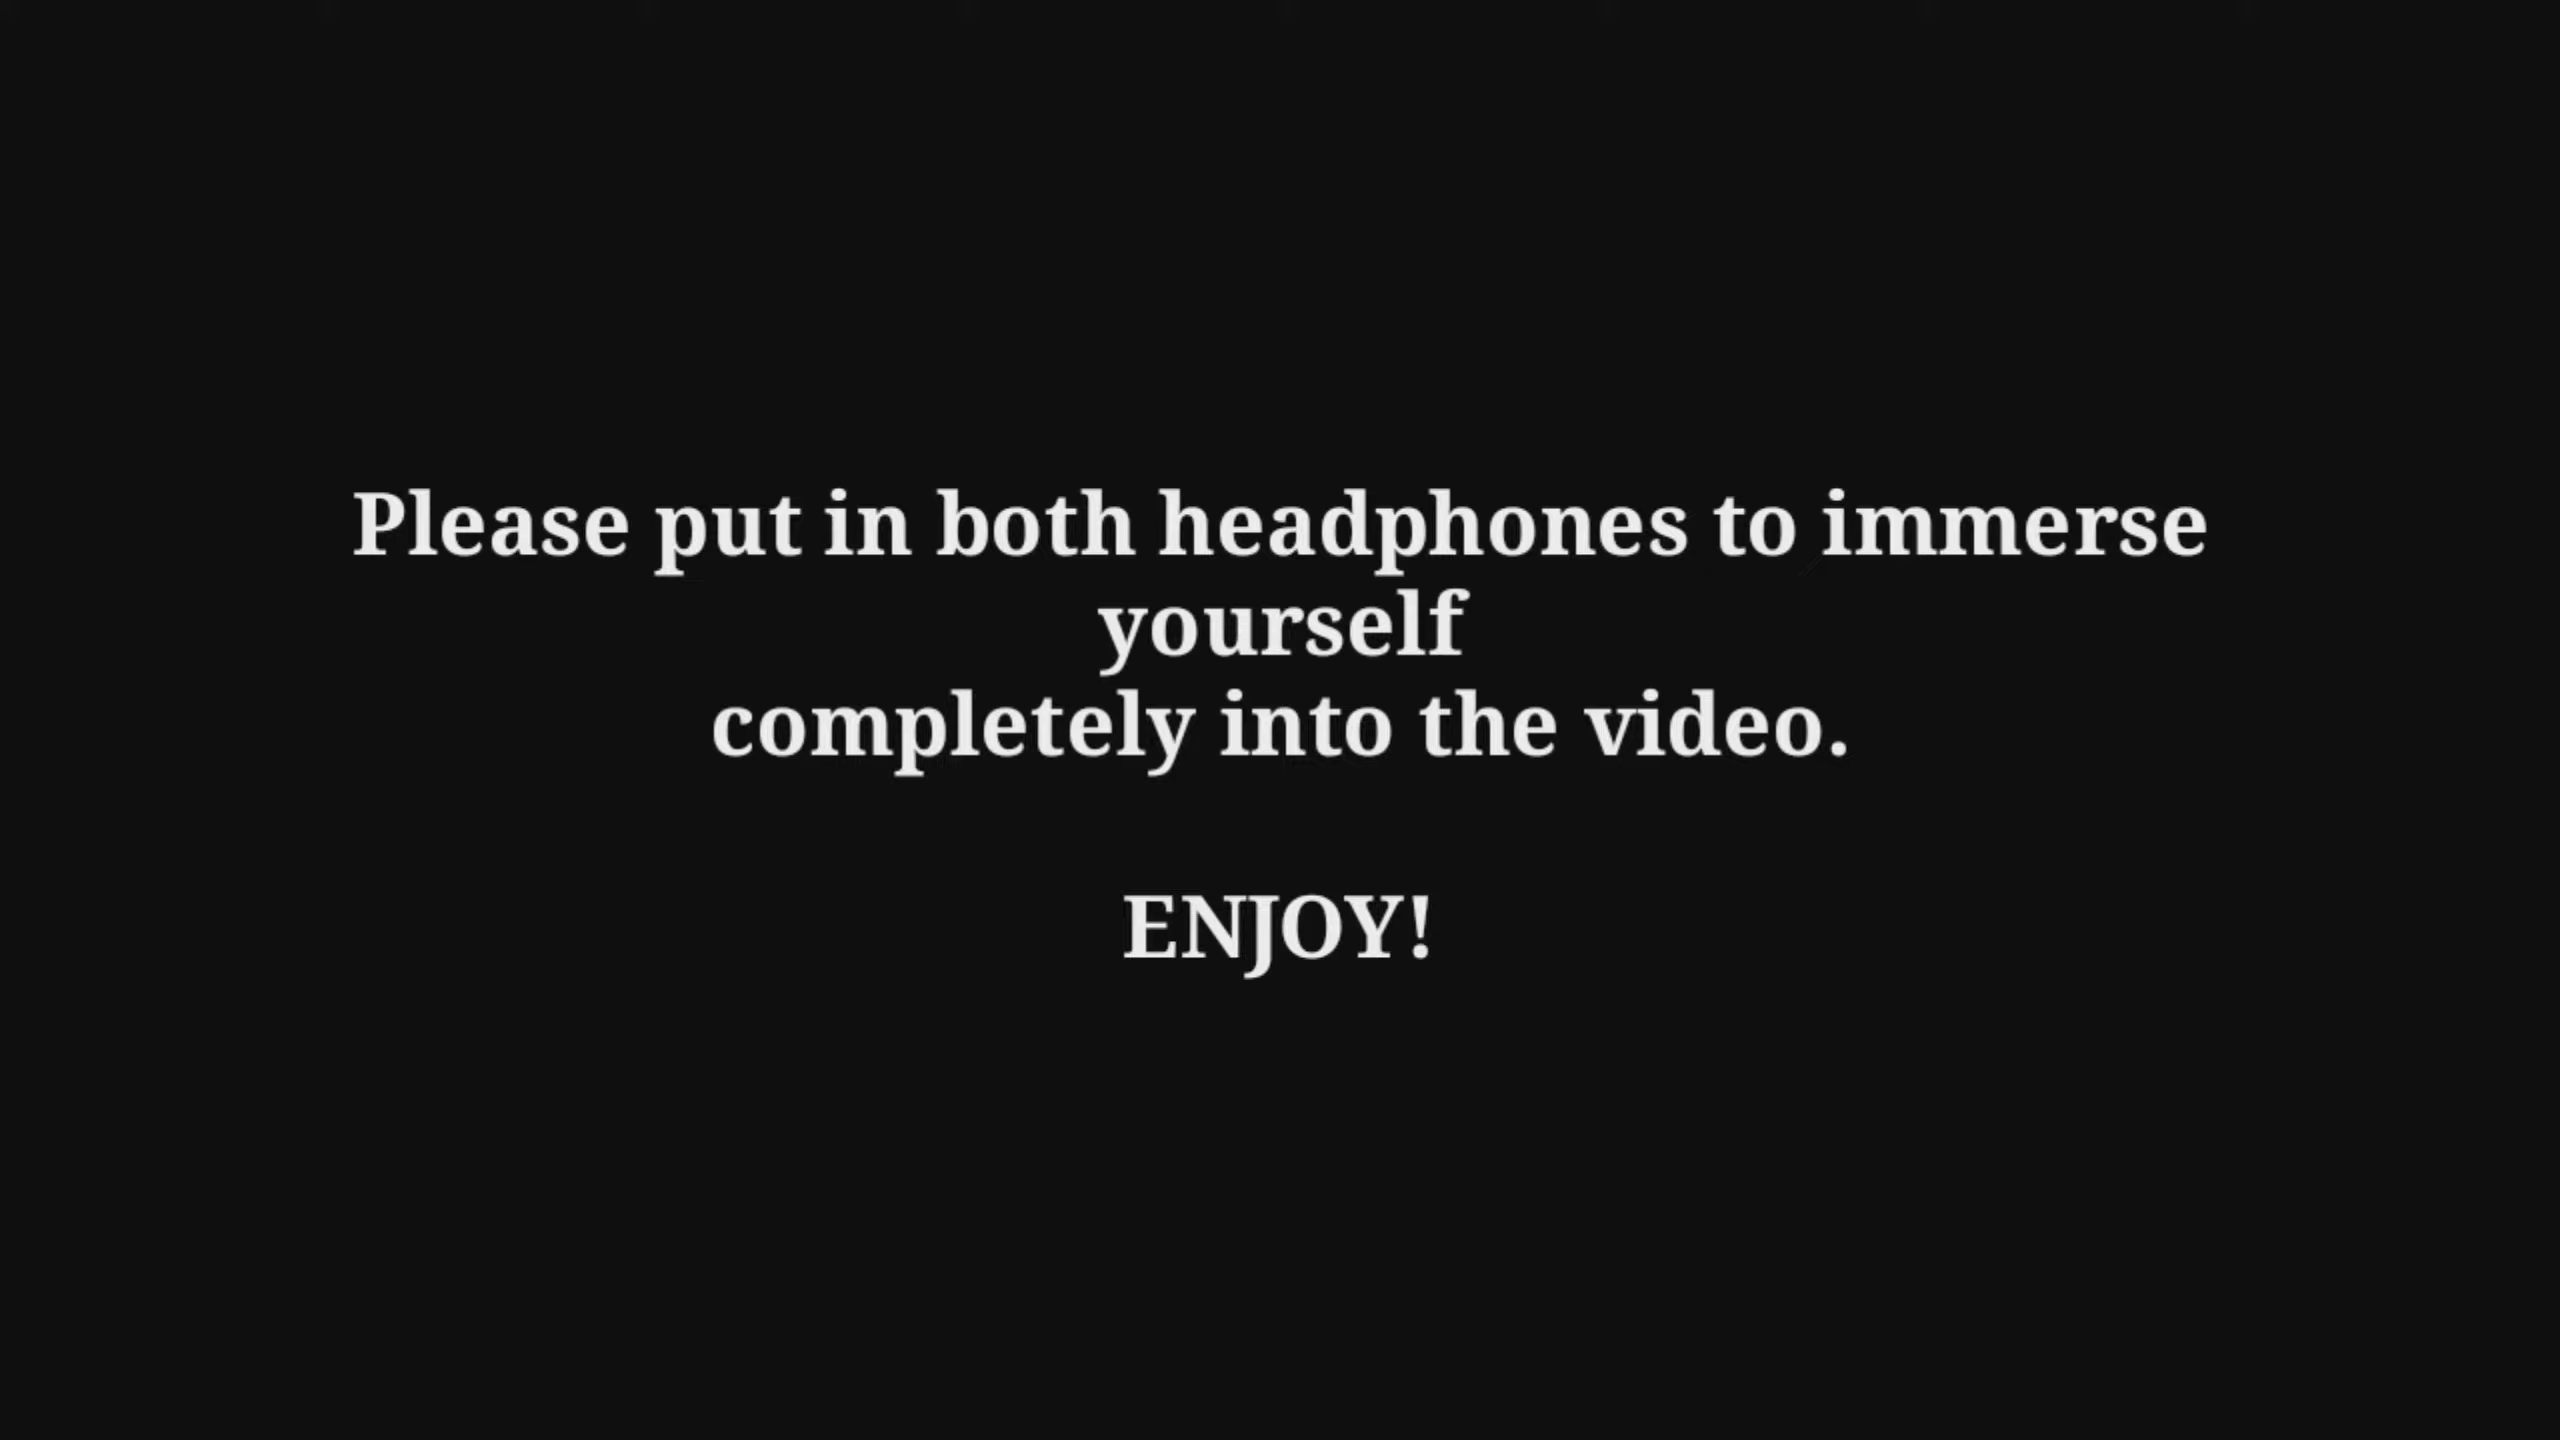 Please put in both headphones to immerse
yourself
completely into the video.
ENJOY!